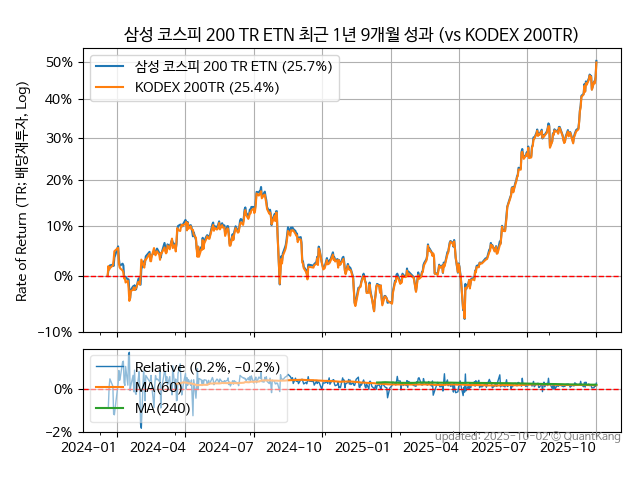 삼성 코스피 200 TR ETN 최근 1년 9개월 성과 (vs KODEX 200TR)
50%
40%
30%
20%
10%
0%
−10%
Rate of Return (TR; 배당재투자, Log)
삼성 코스피 200 TR ETN (25.7%)
KODEX 200TR (25.4%)
0%
−2%
Relative (0.2%, −0.2%)
MA(60)
MA(240)
updated: 2025-10-02 © QuantKang
2024-01 2024-04 2024-07 2024-10 2025-01 2025-04 2025-07 2025-10